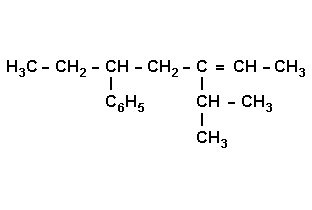 H₃C – CH₂ – CH – CH₂ – C = CH – CH₃
C₆H₅ CH – CH₃
CH₃